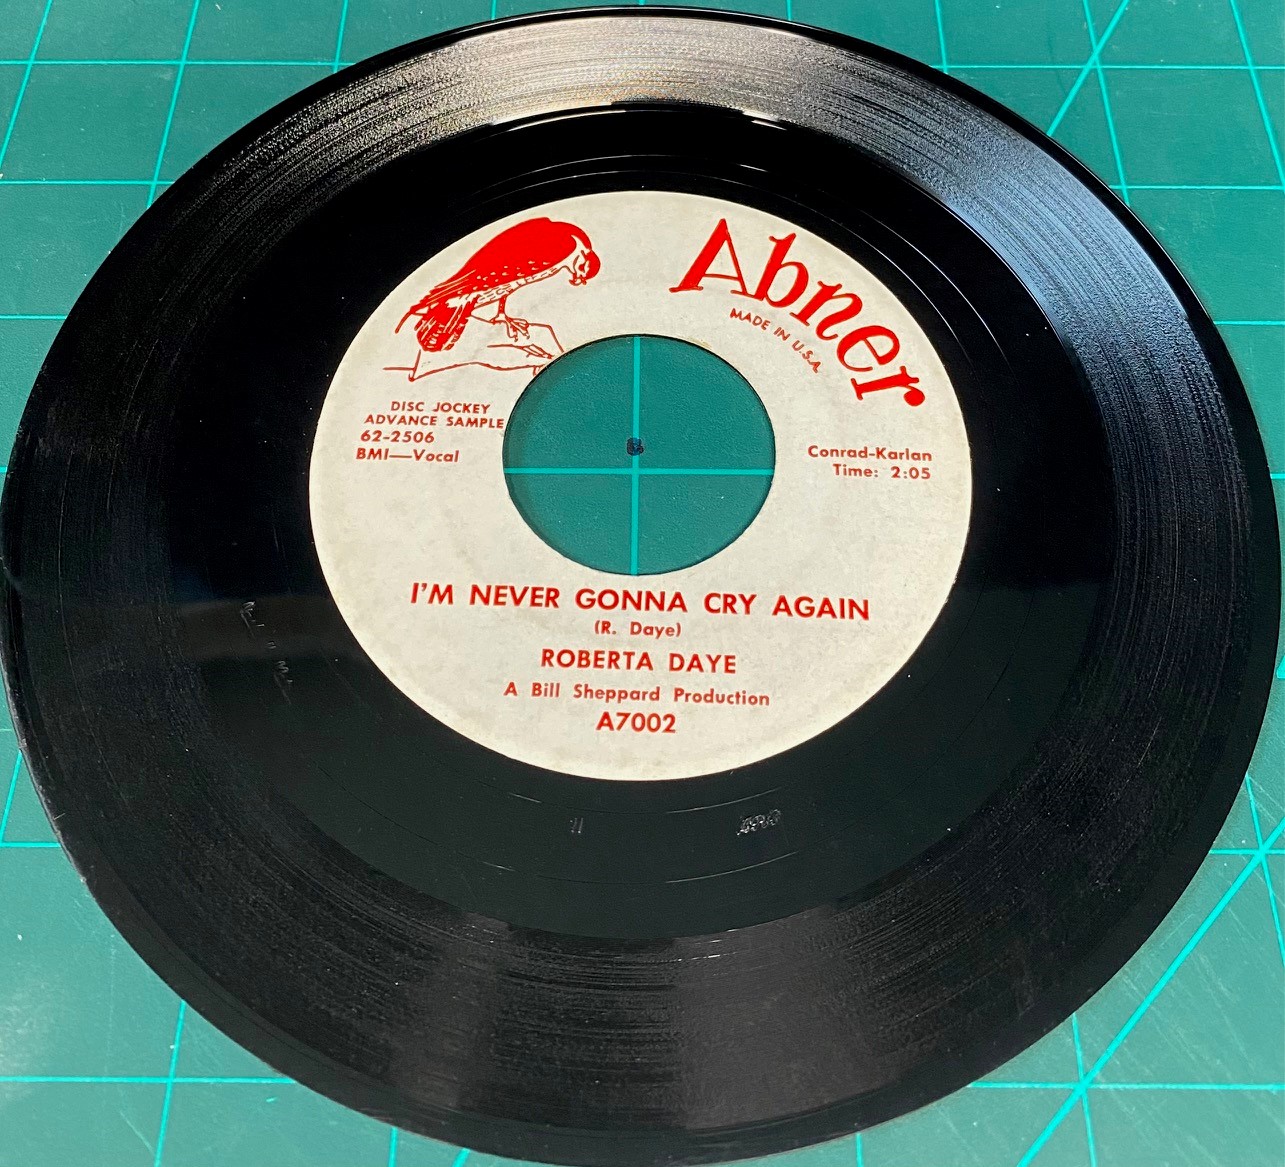 Abner
MADE IN U.S.A.
DISC JOCKEY
ADVANCE SAMPLE
62-2506
BMI—Vocal
Conrad-Karlan
Time: 2:05
I'M NEVER GONNA CRY AGAIN
(R. Daye)
ROBERTA DAYE
A Bill Sheppard Production
A7002